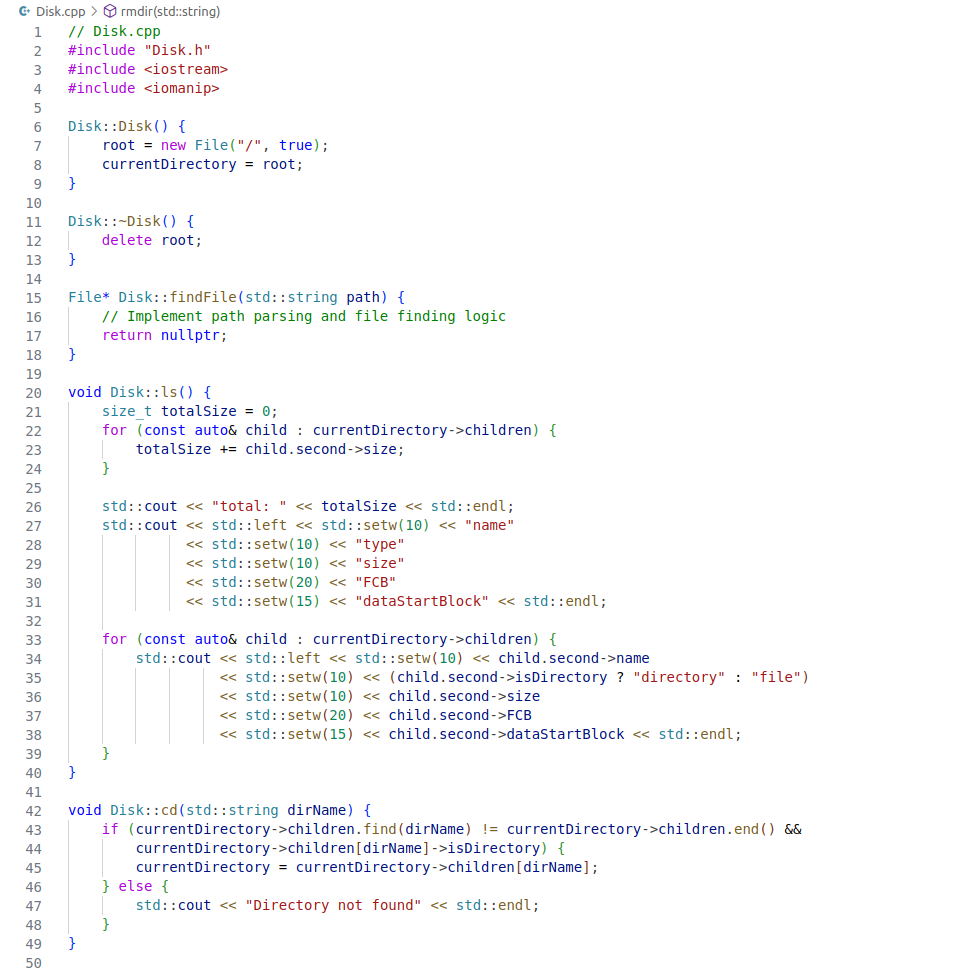 Disk.cpp > rmdir(std::string)
1 // Disk.cpp
2 #include "Disk.h"
3 #include <iostream>
4 #include <iomanip>
5
6 Disk::Disk() {
7     root = new File("/", true);
8     currentDirectory = root;
9 }
10
11 Disk::~Disk() {
12     delete root;
13 }
14
15 File* Disk::findFile(std::string path) {
16     // Implement path parsing and file finding logic
17     return nullptr;
18 }
19
20 void Disk::ls() {
21     size_t totalSize = 0;
22     for (const auto& child : currentDirectory->children) {
23         totalSize += child.second->size;
24     }
25
26     std::cout << "total: " << totalSize << std::endl;
27     std::cout << std::left << std::setw(10) << "name"
28               << std::setw(10) << "type"
29               << std::setw(10) << "size"
30               << std::setw(20) << "FCB"
31               << std::setw(15) << "dataStartBlock" << std::endl;
32
33     for (const auto& child : currentDirectory->children) {
34         std::cout << std::left << std::setw(10) << child.second->name
35                   << std::setw(10) << (child.second->isDirectory ? "directory" : "file")
36                   << std::setw(10) << child.second->size
37                   << std::setw(20) << child.second->FCB
38                   << std::setw(15) << child.second->dataStartBlock << std::endl;
39     }
40 }
41
42 void Disk::cd(std::string dirName) {
43     if (currentDirectory->children.find(dirName) != currentDirectory->children.end() &&
44         currentDirectory->children[dirName]->isDirectory) {
45         currentDirectory = currentDirectory->children[dirName];
46     } else {
47         std::cout << "Directory not found" << std::endl;
48     }
49 }
50